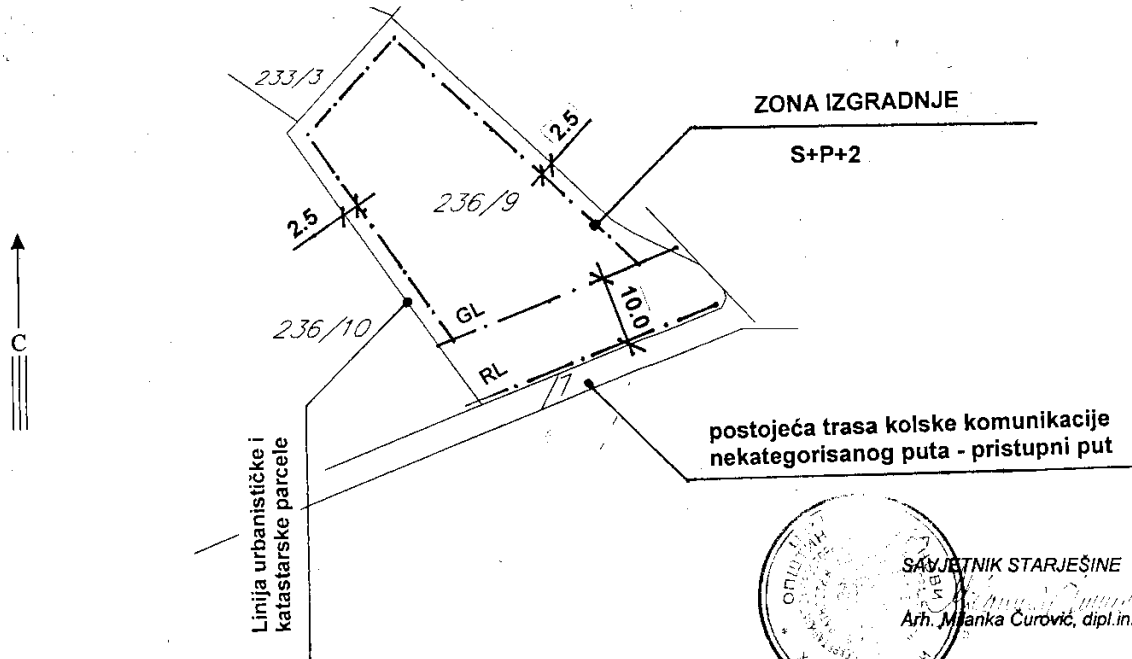 233/3
2.5
ZONA IZGRADNJE
S+P+2
236/9
2.5
10.0
GL
236/10
RL
C
Linija urbanističke i
katastarske parcele
postojeća trasa kolske komunikacije
nekategorisanog puta - pristupni put
SAVJETNIK STARJEŠINE
Arh. Milanka Čurović, dipl.in.